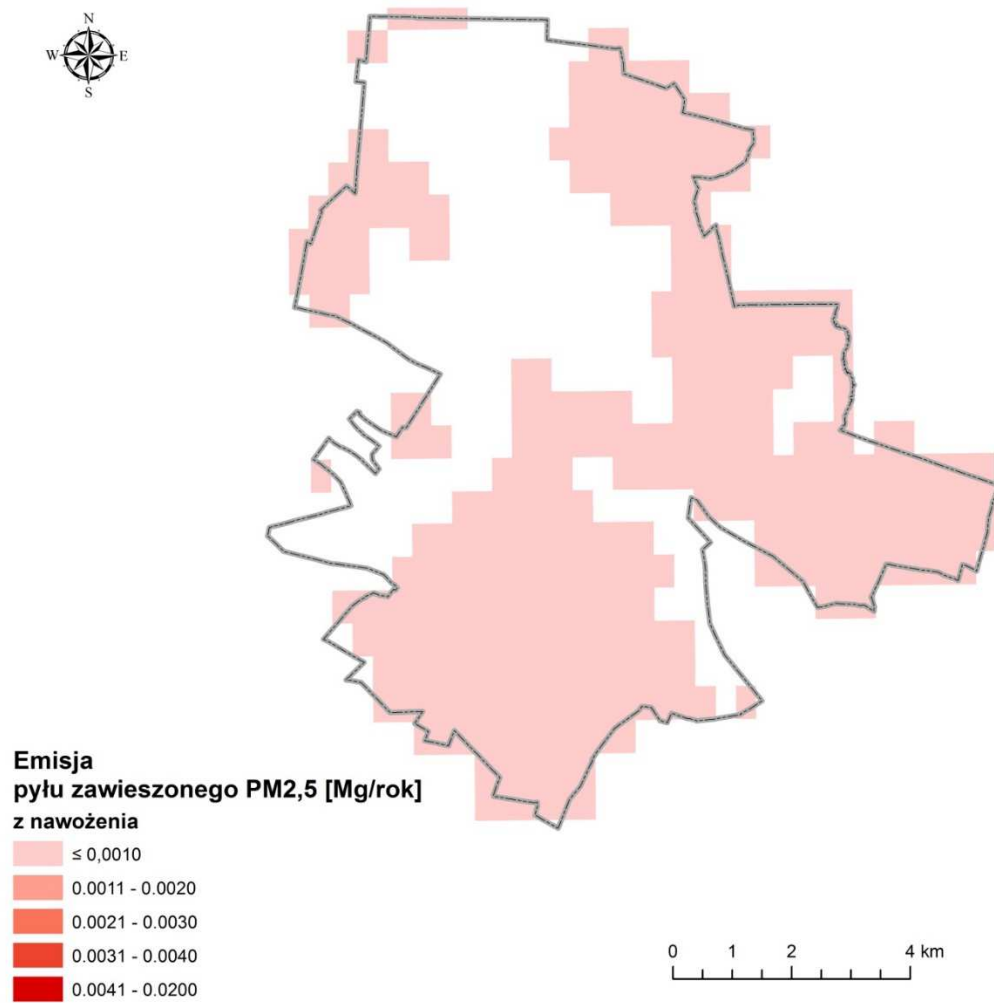 N
W E
S
Emisja
pyłu zawieszonego PM2,5 [Mg/rok]
z nawożenia
≤ 0,0010
0.0011 - 0.0020
0.0021 - 0.0030
0.0031 - 0.0040
0.0041 - 0.0200
0 1 2 4 km